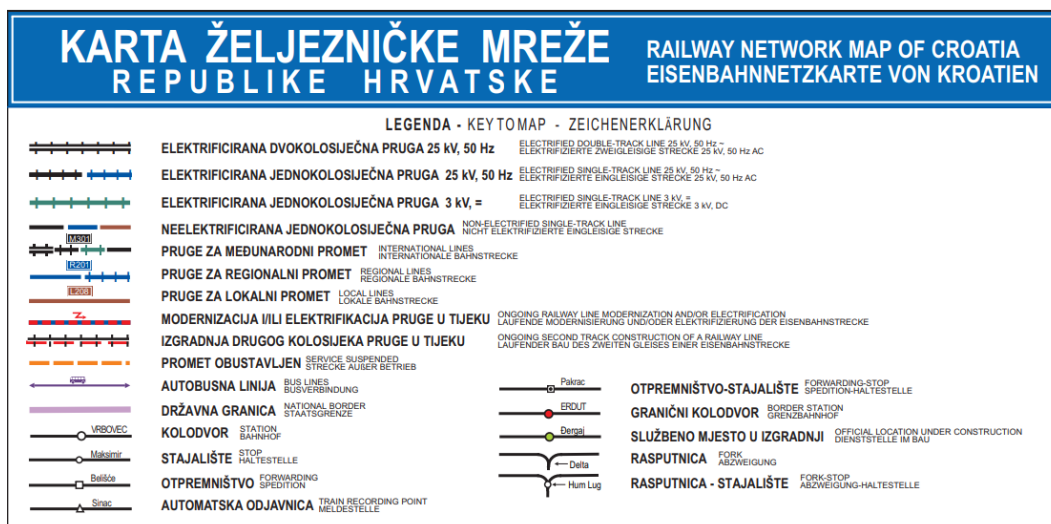 KARTA ŽELJEZNIČKE MREŽE
REPUBLIKE HRVATSKE
RAILWAY NETWORK MAP OF CROATIA
EISENBAHNNETZKARTE VON KROATIEN
LEGENDA - KEY TO MAP - ZEICHENERKLÄRUNG
ELEKTRIFICIRANA DVOKOLOSIJEČNA PRUGA 25 kV, 50 Hz
ELECTRIFIED DOUBLE-TRACK LINE 25 kV, 50 Hz ~
ELEKTRIFIZIERTE ZWEIGLEISIGE STRECKE 25 kV, 50 Hz AC
ELEKTRIFICIRANA JEDNOKOLOSIJEČNA PRUGA 25 kV, 50 Hz
ELECTRIFIED SINGLE-TRACK LINE 25 kV, 50 Hz ~
ELEKTRIFIZIERTE EINGLEISIGE STRECKE 25 kV, 50 Hz AC
ELEKTRIFICIRANA JEDNOKOLOSIJEČNA PRUGA 3 kV, =
ELECTRIFIED SINGLE-TRACK LINE 3 kV, =
ELEKTRIFIZIERTE EINGLEISIGE STRECKE 3 kV, DC
NEELEKTRIFICIRANA JEDNOKOLOSIJEČNA PRUGA
NON-ELECTRIFIED SINGLE-TRACK LINE
NICHT ELEKTRIFIZIERTE EINGLEISIGE STRECKE
M301
PRUGE ZA MEĐUNARODNI PROMET
INTERNATIONAL LINES
INTERNATIONALE BAHNSTRECKE
R201
PRUGE ZA REGIONALNI PROMET
REGIONAL LINES
REGIONALE BAHNSTRECKE
L208
PRUGE ZA LOKALNI PROMET
LOCAL LINES
LOKALE BAHNSTRECKE
MODERNIZACIJA I/ILI ELEKTRIFIKACIJA PRUGE U TIJEKU
ONGOING RAILWAY LINE MODERNIZATION AND/OR ELECTRIFICATION
LAUFENDE MODERNISIERUNG UND/ODER ELEKTRIFIZIERUNG DER EISENBAHNSTRECKE
IZGRADNJA DRUGOG KOLOSIJEKA PRUGE U TIJEKU
ONGOING SECOND TRACK CONSTRUCTION OF A RAILWAY LINE
LAUFENDER BAU DES ZWEITEN GLEISES EINER EISENBAHNSTRECKE
PROMET OBUSTAVLJEN
SERVICE SUSPENDED
STRECKE AUßER BETRIEB
AUTOBUSNA LINIJA
BUS LINES
BUSVERBINDUNG
DRŽAVNA GRANICA
NATIONAL BORDER
STAATSGRENZE
VRBOVEC
KOLODVOR
STATION
BAHNHOF
Maksimir
STAJALIŠTE
STOP
HALTESTELLE
Belišće
OTPREMNIŠTVO
FORWARDING
SPEDITION
Sinac
AUTOMATSKA ODJAVNICA
TRAIN RECORDING POINT
MELDESTELLE
Pakrac
OTPREMNIŠTVO-STAJALIŠTE
FORWARDING-STOP
SPEDITION-HALTESTELLE
ERDUT
GRANIČNI KOLODVOR
BORDER STATION
GRENZBAHNHOF
Đergaj
SLUŽBENO MJESTO U IZGRADNJI
OFFICIAL LOCATION UNDER CONSTRUCTION
DIENSTSTELLE IM BAU
Delta
RASPUTNICA
FORK
ABZWEIGUNG
Hum Lug
RASPUTNICA - STAJALIŠTE
FORK-STOP
ABZWEIGUNG-HALTESTELLE